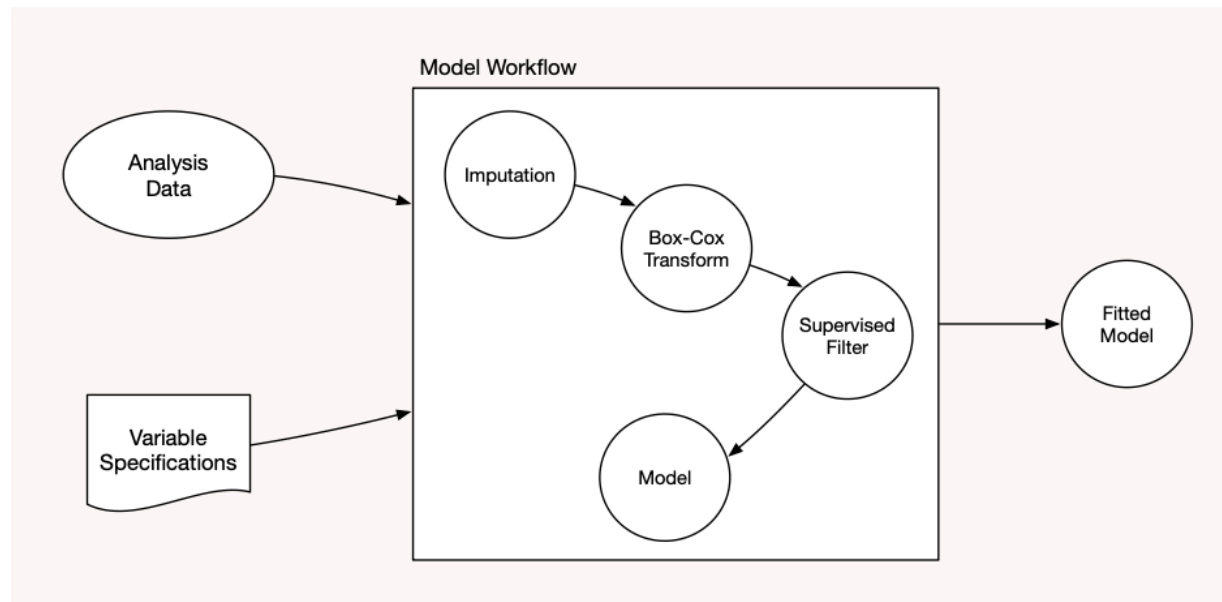 Model Workflow
Analysis
Data
Imputation
Box-Cox
Transform
Supervised
Filter
Fitted
Model
Variable
Specifications
Model